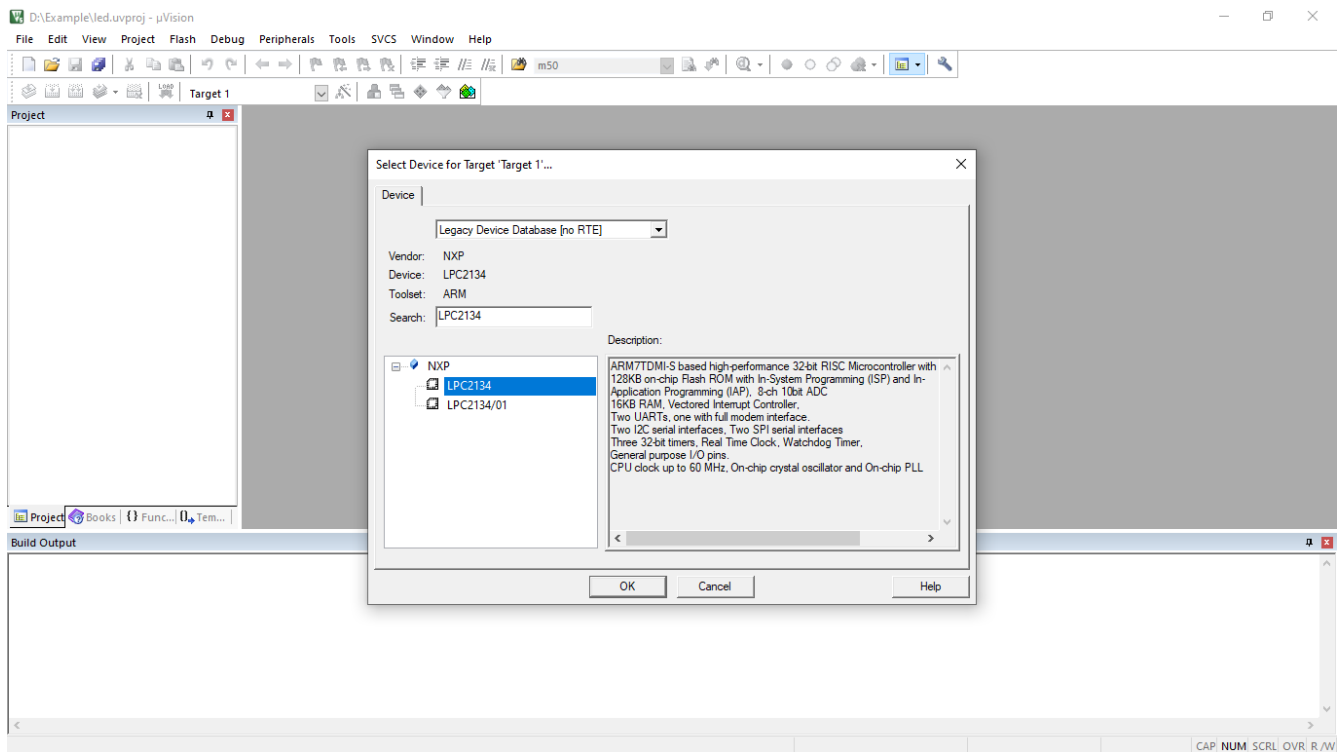 D:\Example\led.uvproj - µVision
File Edit View Project Flash Debug Peripherals Tools SVCS Window Help
m50
LOAD
Target 1
Project
Select Device for Target 'Target 1'...
Device
Legacy Device Database [no RTE]
Vendor: NXP
Device: LPC2134
Toolset: ARM
Search: LPC2134
Description:
NXP
LPC2134
LPC2134/01
ARM7TDMI-S based high-performance 32-bit RISC Microcontroller with
128KB on-chip Flash ROM with In-System Programming (ISP) and In-
Application Programming (IAP), 8-ch 10bit ADC
16KB RAM, Vectored Interrupt Controller,
Two UARTs, one with full modem interface.
Two I2C serial interfaces, Two SPI serial interfaces
Three 32-bit timers, Real Time Clock, Watchdog Timer,
General purpose I/O pins.
CPU clock up to 60 MHz, On-chip crystal oscillator and On-chip PLL
OK Cancel Help
Project Books {} Func... 0 Tem...
Build Output
CAP NUM SCRL OVR R/W